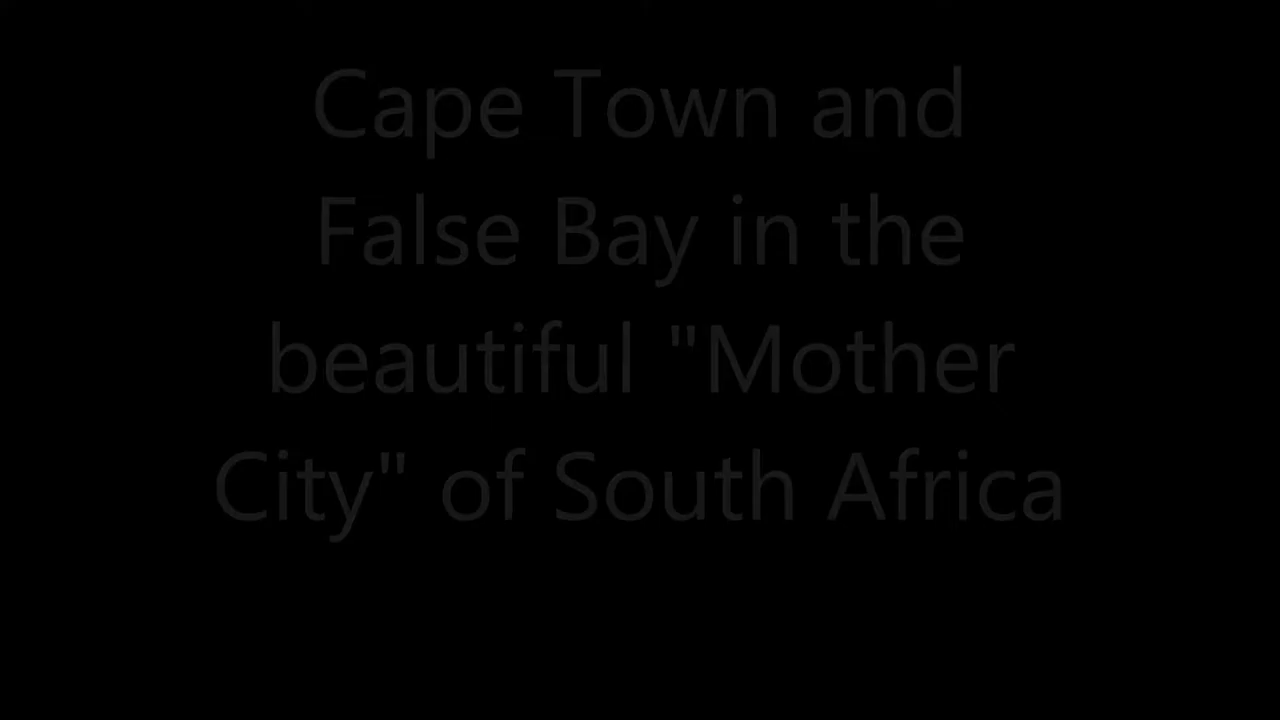 Cape Town and
False Bay in the
beautiful "Mother
City" of South Africa